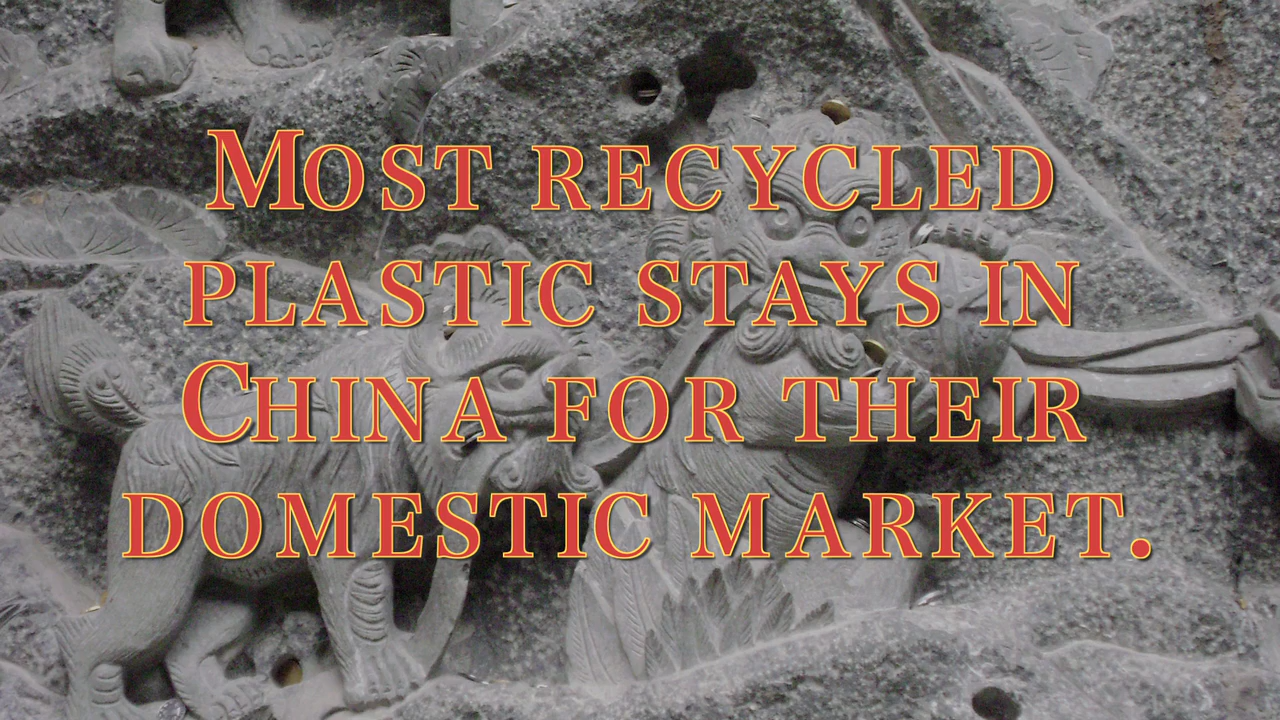 Most recycled
plastic stays in
China for their
domestic market.